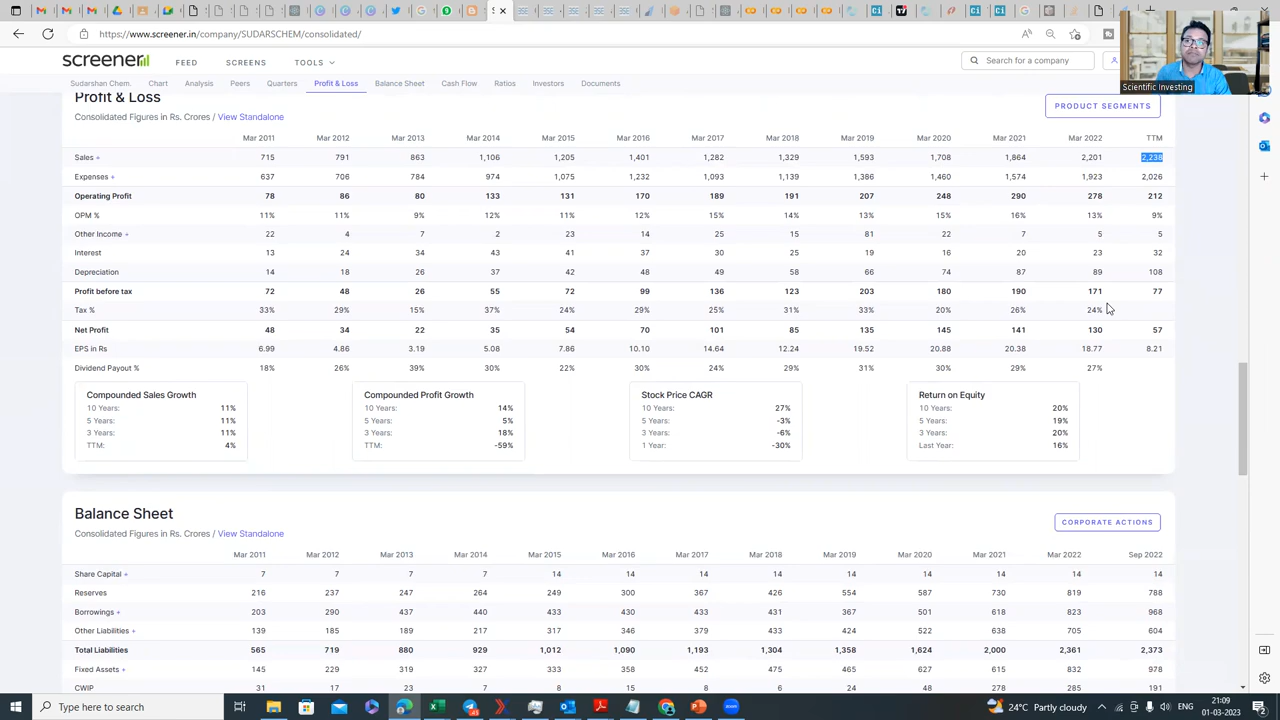 https://www.screener.in/company/SUDARSCHEM/consolidated/
screener FEED SCREENS TOOLS Search for a company
Scientific Investing
Sudarshan Chem. Chart Analysis Peers Quarters Profit & Loss Balance Sheet Cash Flow Ratios Investors Documents
Profit & Loss PRODUCT SEGMENTS
Consolidated Figures in Rs. Crores / View Standalone
Mar 2011 Mar 2012 Mar 2013 Mar 2014 Mar 2015 Mar 2016 Mar 2017 Mar 2018 Mar 2019 Mar 2020 Mar 2021 Mar 2022 TTM
Sales + 715 791 863 1,106 1,205 1,401 1,282 1,329 1,593 1,708 1,864 2,201 2,238
Expenses + 637 706 784 974 1,075 1,232 1,093 1,139 1,386 1,460 1,574 1,923 2,026
Operating Profit 78 86 80 133 131 170 189 191 207 248 290 278 212
OPM % 11% 11% 9% 12% 11% 12% 15% 14% 13% 15% 16% 13% 9%
Other Income + 22 4 7 2 23 14 25 15 81 22 7 5 5
Interest 13 24 34 43 41 37 30 25 19 16 20 23 32
Depreciation 14 18 26 37 42 48 49 58 66 74 87 89 108
Profit before tax 72 48 26 55 72 99 136 123 203 180 190 171 77
Tax % 33% 29% 15% 37% 24% 29% 25% 31% 33% 20% 26% 24%
Net Profit 48 34 22 35 54 70 101 85 135 145 141 130 57
EPS in Rs 6.99 4.86 3.19 5.08 7.86 10.10 14.64 12.24 19.52 20.88 20.38 18.77 8.21
Dividend Payout % 18% 26% 39% 30% 22% 30% 24% 29% 31% 30% 29% 27%
Compounded Sales Growth Compounded Profit Growth Stock Price CAGR Return on Equity
10 Years: 11% 10 Years: 14% 10 Years: 27% 10 Years: 20%
5 Years: 11% 5 Years: 5% 5 Years: -3% 5 Years: 19%
3 Years: 11% 3 Years: 18% 3 Years: -6% 3 Years: 20%
TTM: 4% TTM: -59% 1 Year: -30% Last Year: 16%
Balance Sheet CORPORATE ACTIONS
Consolidated Figures in Rs. Crores / View Standalone
Mar 2011 Mar 2012 Mar 2013 Mar 2014 Mar 2015 Mar 2016 Mar 2017 Mar 2018 Mar 2019 Mar 2020 Mar 2021 Mar 2022 Sep 2022
Share Capital + 7 7 7 7 14 14 14 14 14 14 14 14 14
Reserves 216 237 247 264 249 300 367 426 554 587 730 819 788
Borrowings + 203 290 437 440 433 430 433 431 367 501 618 823 968
Other Liabilities + 139 185 189 217 317 346 379 433 424 522 638 705 604
Total Liabilities 565 719 880 929 1,012 1,090 1,193 1,304 1,358 1,624 2,000 2,361 2,373
Fixed Assets + 145 229 319 327 333 358 452 475 465 627 615 832 978
CWIP 31 17 23 7 8 15 8 6 24 48 278 285 191
Type here to search
24°C Partly cloudy
21:09
01-03-2023